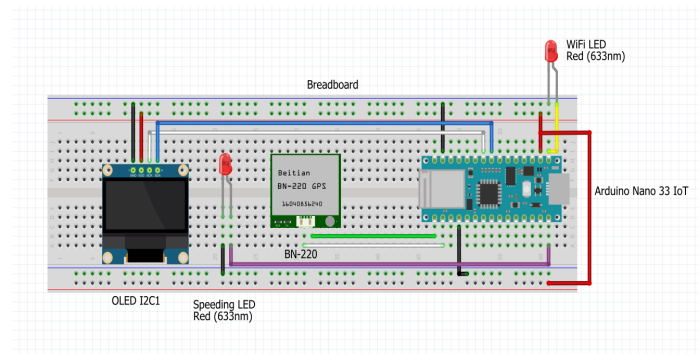 WiFi LED
Red (633nm)
Breadboard
Beitian
BN-220 GPS
16040836240
Arduino Nano 33 IoT
BN-220
OLED I2C1
Speeding LED
Red (633nm)